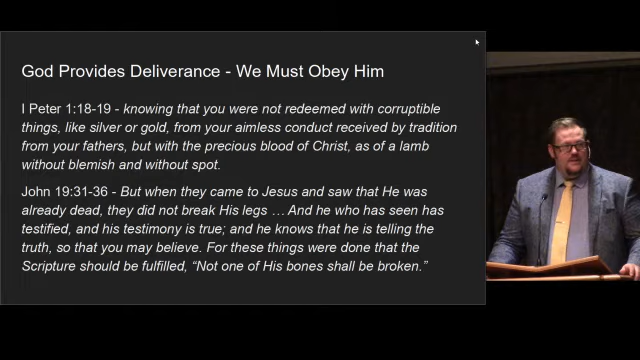 God Provides Deliverance - We Must Obey Him
I Peter 1:18-19 - knowing that you were not redeemed with corruptible
things, like silver or gold, from your aimless conduct received by tradition
from your fathers, but with the precious blood of Christ, as of a lamb
without blemish and without spot.
John 19:31-36 - But when they came to Jesus and saw that He was
already dead, they did not break His legs … And he who has seen has
testified, and his testimony is true; and he knows that he is telling the
truth, so that you may believe. For these things were done that the
Scripture should be fulfilled, “Not one of His bones shall be broken.”